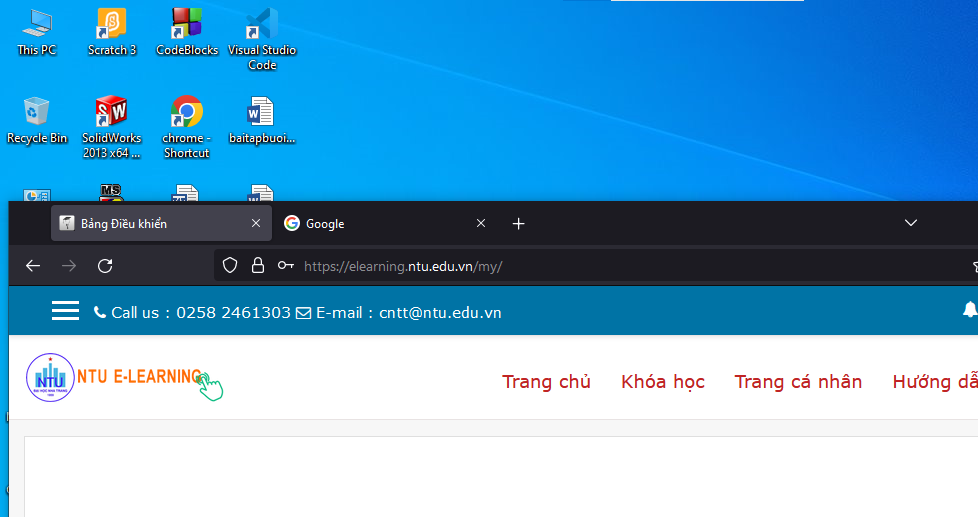 This PC
Scratch 3
CodeBlocks
Visual Studio
Code
Recycle Bin
SolidWorks
2013 x64 ...
chrome -
Shortcut
baitapbuoi...
MS
Bảng Điều khiển
Google
https://elearning.ntu.edu.vn/my/
Call us : 0258 2461303
E-mail : cntt@ntu.edu.vn
NTU
NTU E-LEARNING
Trang chủ
Khóa học
Trang cá nhân
Hướng dẫ